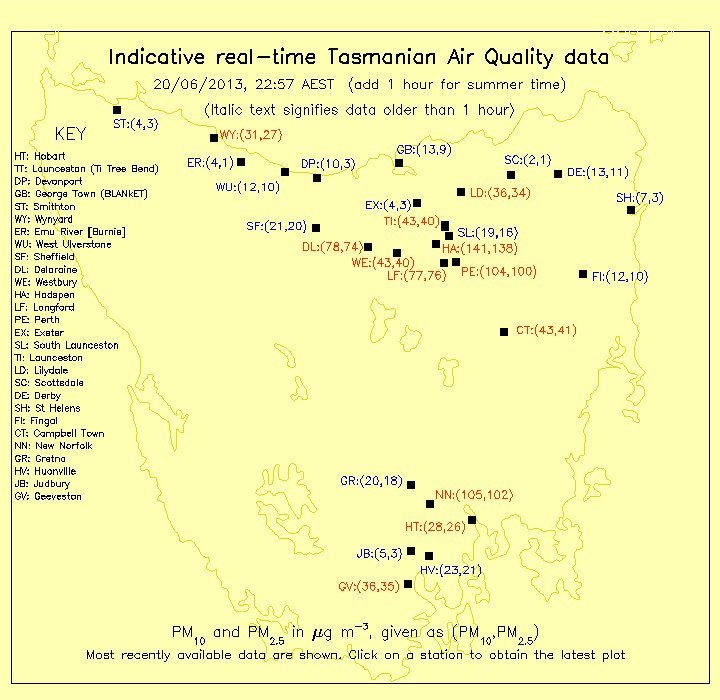 Indicative real-time Tasmanian Air Quality data
20/06/2013, 22:57 AEST (add 1 hour for summer time)
(Italic text signifies data older than 1 hour)
KEY
HT: Hobart
TT: Launceston (Ti Tree Bend)
DP: Devonport
GB: George Town (BLANkET)
ST: Smithton
WY: Wynyard
ER: Emu River [Burnie]
WU: West Ulverstone
SF: Sheffield
DL: Deloraine
WE: Westbury
HA: Hadspen
LF: Longford
PE: Perth
EX: Exeter
SL: South Launceston
TI: Launceston
LD: Lilydale
SC: Scottsdale
DE: Derby
SH: St Helens
FI: Fingal
CT: Campbell Town
NN: New Norfolk
GR: Gretna
HV: Huonville
JB: Judbury
GV: Geeveston
ST:(4,3)
WY:(31,27)
ER:(4,1)
WU:(12,10)
DP:(10,3)
GB:(13,9)
SC:(2,1)
DE:(13,11)
SH:(7,3)
LD:(36,34)
EX:(4,3)
TI:(43,40)
SL:(19,16)
SF:(21,20)
DL:(78,74)
HA:(141,138)
WE:(43,40)
LF:(77,76)
PE:(104,100)
FI:(12,10)
CT:(43,41)
GR:(20,18)
NN:(105,102)
HT:(28,26)
JB:(5,3)
HV:(23,21)
GV:(36,35)
PM10 and PM2.5 in μg m−3, given as (PM10,PM2.5)
Most recently available data are shown. Click on a station to obtain the latest plot